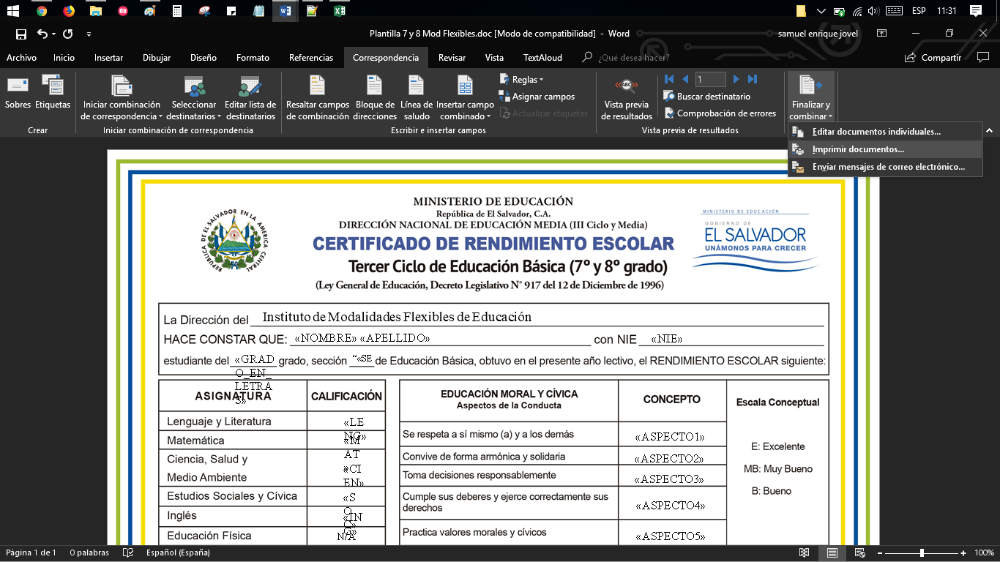 ESP 11:31
Plantilla 7 y 8 Mod Flexibles.doc [Modo de compatibilidad] - Word
samuel enrique jovel
Archivo Inicio Insertar Dibujar Diseño Formato Referencias Correspondencia Revisar Vista TextAloud ¿Qué desea hacer? Compartir
Sobres Etiquetas
Iniciar combinación de correspondencia
Seleccionar destinatarios
Editar lista de destinatarios
Resaltar campos de combinación
Bloque de direcciones
Línea de saludo
Insertar campo combinado
Reglas
Asignar campos
Actualizar etiquetas
ABC
Vista previa de resultados
1
Buscar destinatario
Comprobación de errores
Finalizar y combinar
Crear
Iniciar combinación de correspondencia
Escribir e insertar campos
Vista previa de resultados
Editar documentos individuales...
Imprimir documentos...
Enviar mensajes de correo electrónico...
REPÚBLICA DE EL SALVADOR EN LA AMÉRICA CENTRAL
MINISTERIO DE EDUCACIÓN
República de El Salvador, C.A.
DIRECCIÓN NACIONAL DE EDUCACIÓN MEDIA (III Ciclo y Media)
CERTIFICADO DE RENDIMIENTO ESCOLAR
Tercer Ciclo de Educación Básica (7º y 8º grado)
(Ley General de Educación, Decreto Legislativo N° 917 del 12 de Diciembre de 1996)
MINISTERIO DE EDUCACIÓN
GOBIERNO DE
EL SALVADOR
UNÁMONOS PARA CRECER
La Dirección del Instituto de Modalidades Flexibles de Educación
HACE CONSTAR QUE: «NOMBRE» «APELLIDO» con NIE «NIE»
estudiante del «GRAD grado, sección “«SE de Educación Básica, obtuvo en el presente año lectivo, el RENDIMIENTO ESCOLAR siguiente:
O_EN_
LETRA
S»
ASIGNATURA CALIFICACIÓN
Lenguaje y Literatura «LE
NG»
Matemática «M
AT
Ciencia, Salud y
Medio Ambiente «CI
EN»
Estudios Sociales y Cívica «S
O
Inglés «IN
G»
Educación Física N/A
EDUCACIÓN MORAL Y CÍVICA
Aspectos de la Conducta
CONCEPTO
Se respeta a sí mismo (a) y a los demás «ASPECTO1»
Convive de forma armónica y solidaria «ASPECTO2»
Toma decisiones responsablemente «ASPECTO3»
Cumple sus deberes y ejerce correctamente sus
derechos «ASPECTO4»
Practica valores morales y cívicos «ASPECTO5»
Escala Conceptual
E: Excelente
MB: Muy Bueno
B: Bueno
Página 1 de 1 0 palabras Español (España) 100%